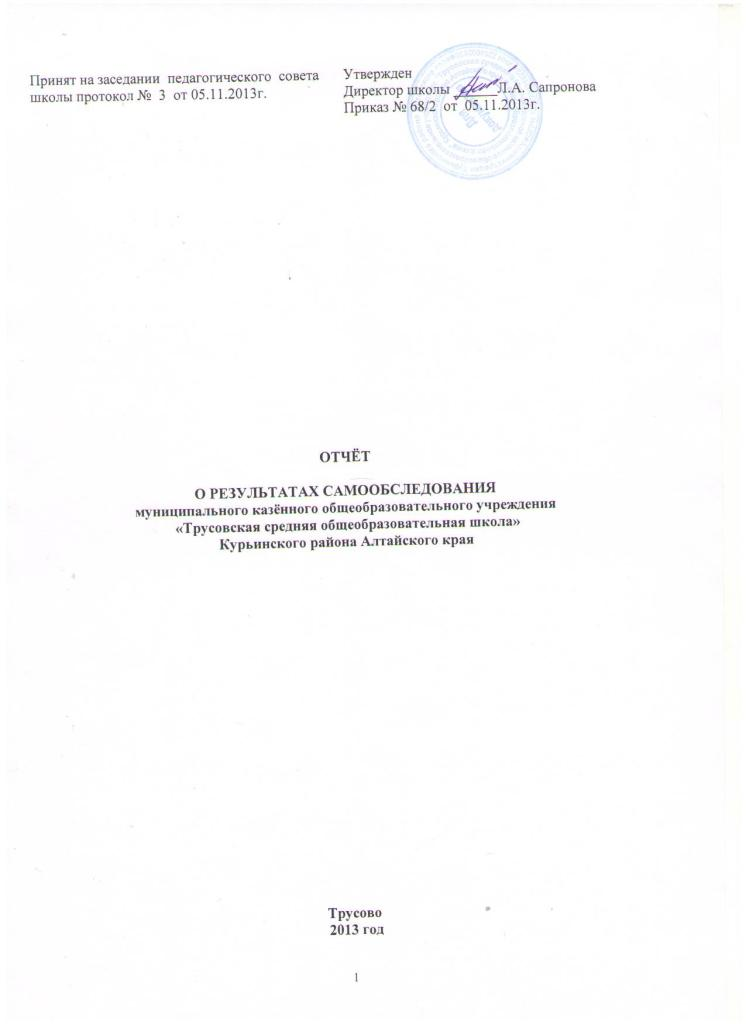 Принят на заседании педагогического совета
школы протокол № 3 от 05.11.2013г.
Утвержден
Директор школы ______Л.А. Сапронова
Приказ № 68/2 от 05.11.2013г.
ОТЧЁТ
О РЕЗУЛЬТАТАХ САМООБСЛЕДОВАНИЯ
муниципального казённого общеобразовательного учреждения
«Трусовская средняя общеобразовательная школа»
Курьинского района Алтайского края
Трусово
2013 год
1